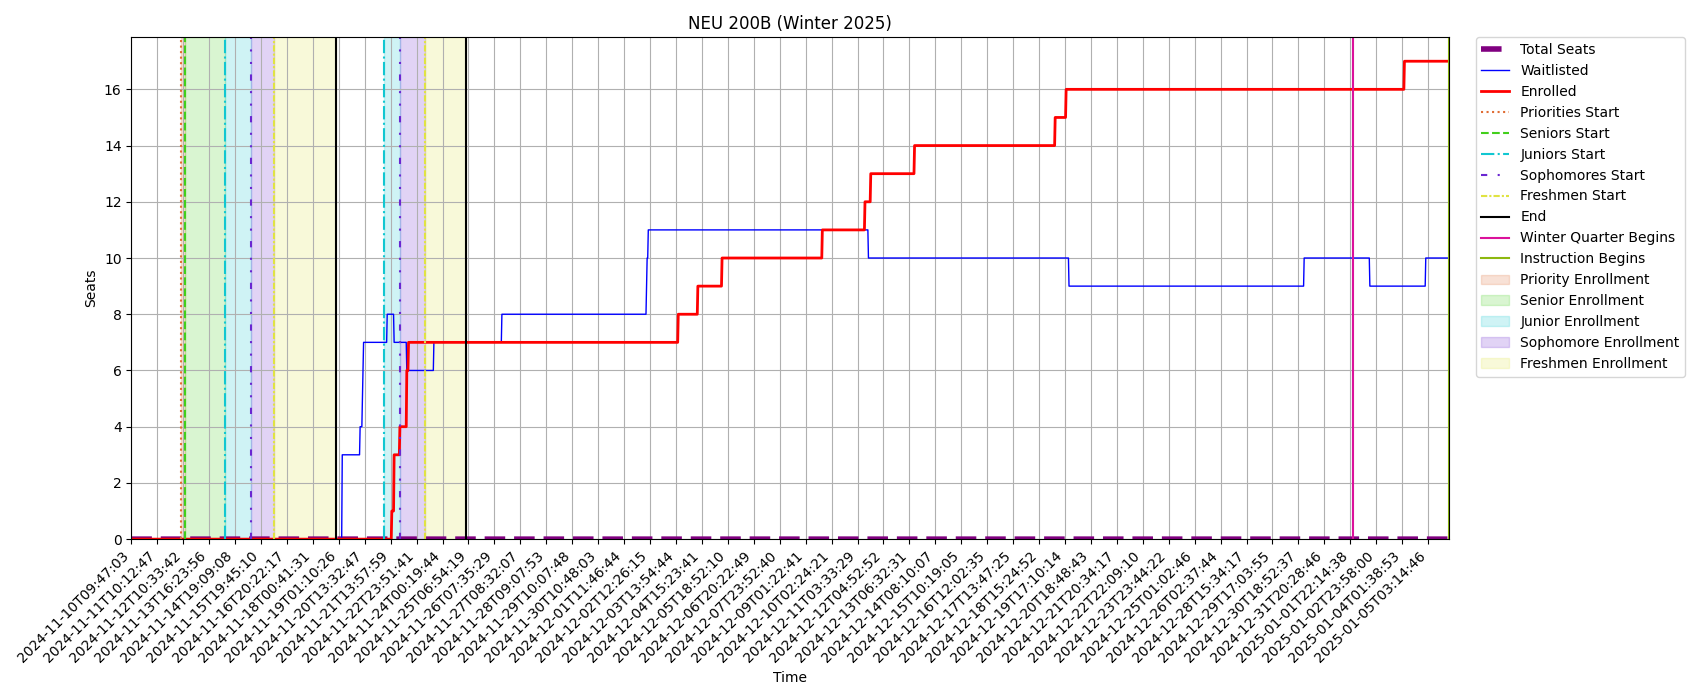 NEU 200B (Winter 2025)
Seats
16
14
12
10
8
6
4
2
0
2024-11-10T09:47:03
2024-11-11T10:12:47
2024-11-12T10:33:42
2024-11-13T16:23:56
2024-11-14T19:09:08
2024-11-15T19:45:10
2024-11-16T20:22:17
2024-11-18T00:41:31
2024-11-19T01:10:26
2024-11-20T13:32:47
2024-11-21T13:57:59
2024-11-22T23:51:41
2024-11-24T00:19:44
2024-11-25T06:54:19
2024-11-26T07:35:29
2024-11-27T08:32:07
2024-11-28T09:07:53
2024-11-29T10:07:48
2024-11-30T10:48:03
2024-12-01T11:46:44
2024-12-02T12:26:15
2024-12-03T13:54:44
2024-12-04T15:23:41
2024-12-05T18:52:10
2024-12-06T22:22:49
2024-12-07T23:52:40
2024-12-09T01:22:41
2024-12-10T02:24:21
2024-12-11T03:33:29
2024-12-12T04:52:52
2024-12-13T06:32:31
2024-12-14T08:10:07
2024-12-15T10:19:05
2024-12-16T12:02:35
2024-12-17T13:47:25
2024-12-18T15:24:52
2024-12-19T17:10:14
2024-12-20T18:48:43
2024-12-21T20:34:17
2024-12-22T22:09:10
2024-12-23T23:44:22
2024-12-25T01:02:46
2024-12-26T02:37:44
2024-12-28T15:34:17
2024-12-29T17:03:55
2024-12-30T18:52:37
2024-12-31T20:28:46
2025-01-01T22:14:38
2025-01-02T23:58:00
2025-01-04T01:38:53
2025-01-05T03:14:46
Time
Total Seats
Waitlisted
Enrolled
Priorities Start
Seniors Start
Juniors Start
Sophomores Start
Freshmen Start
End
Winter Quarter Begins
Instruction Begins
Priority Enrollment
Senior Enrollment
Junior Enrollment
Sophomore Enrollment
Freshmen Enrollment